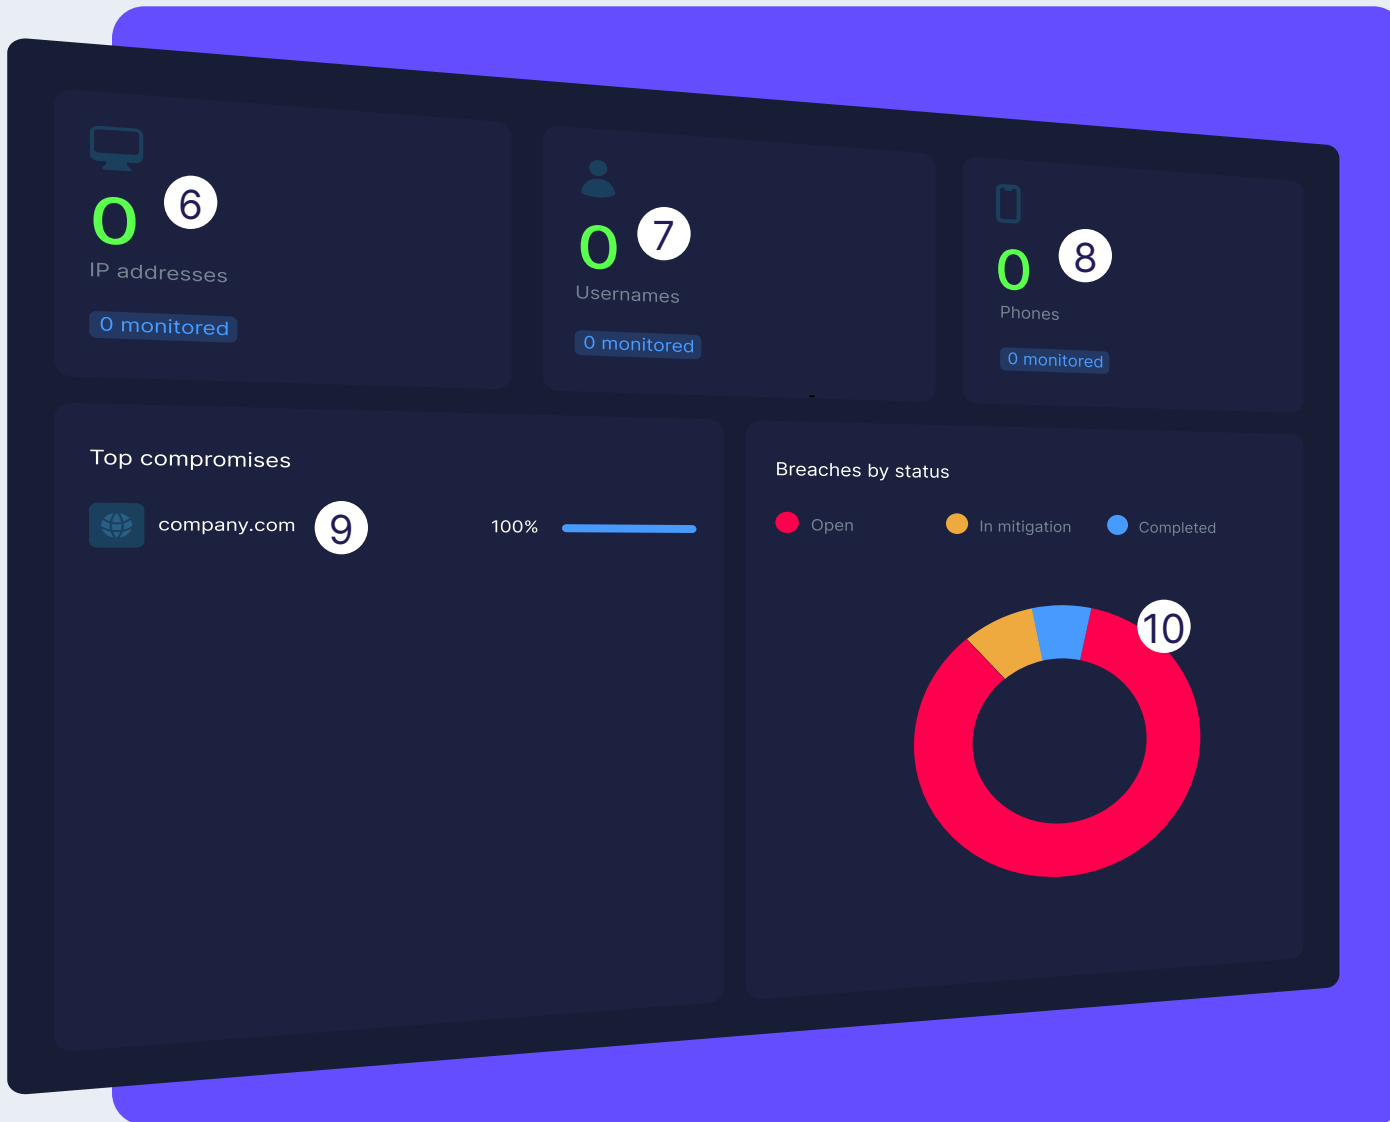 0 6
IP addresses
0 monitored
0 7
Usernames
0 monitored
0 8
Phones
0 monitored
Top compromises
company.com 9 100%
Breaches by status
Open In mitigation Completed
10